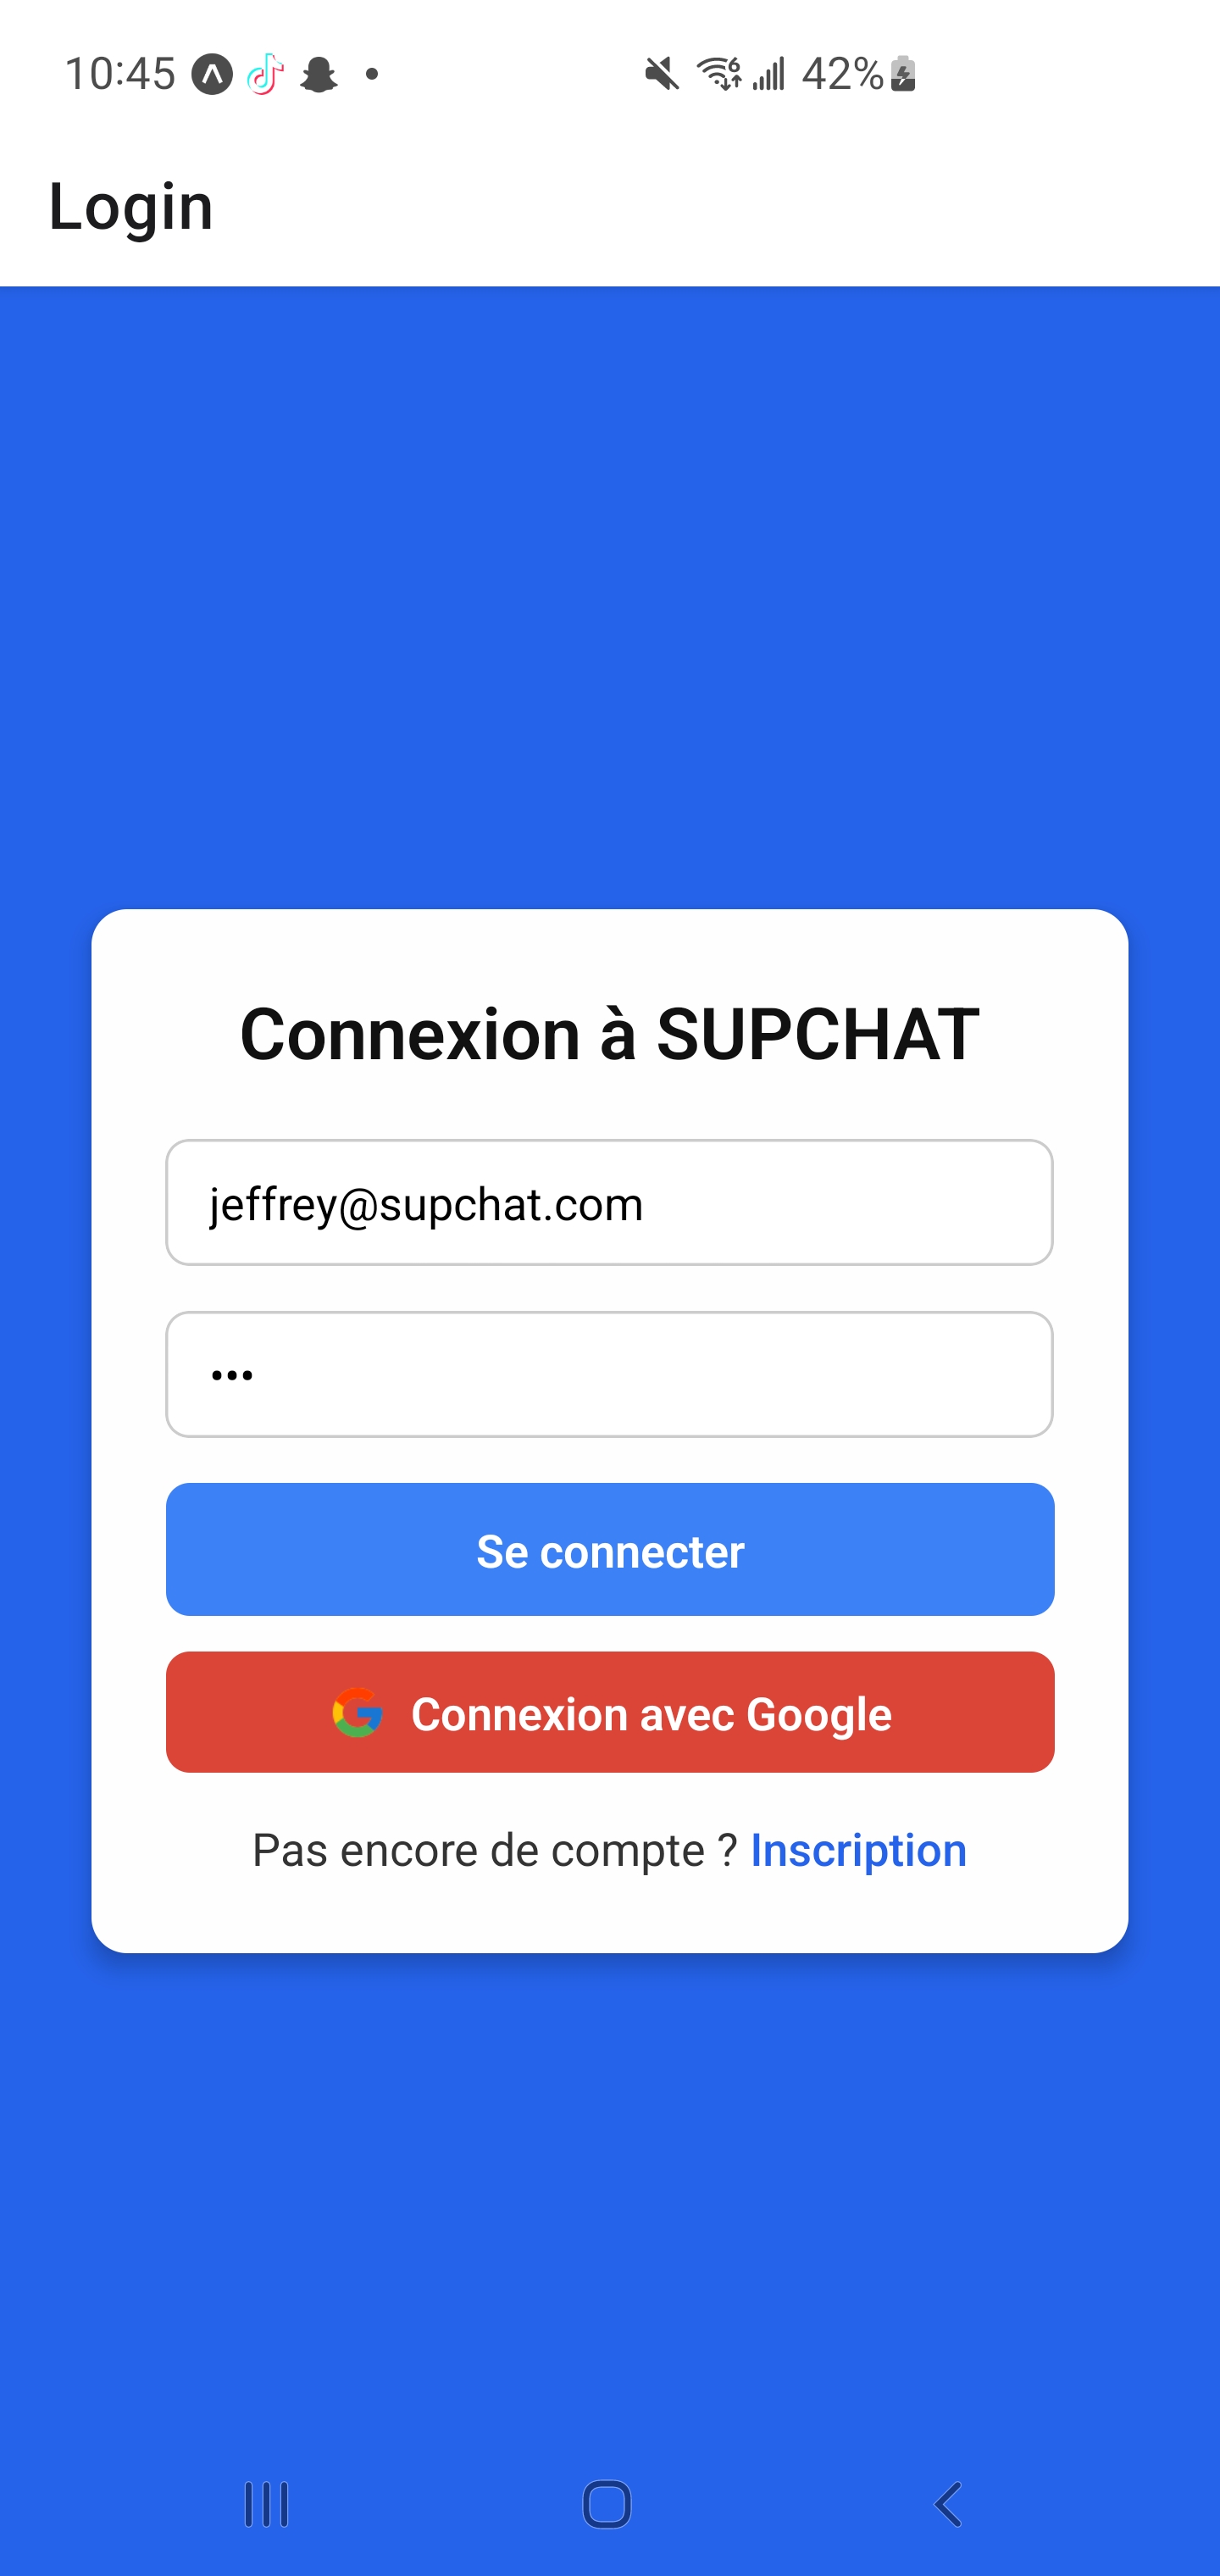 10:45 42%
Login
Connexion à SUPCHAT
jeffrey@supchat.com
•••
Se connecter
Connexion avec Google
Pas encore de compte ? Inscription